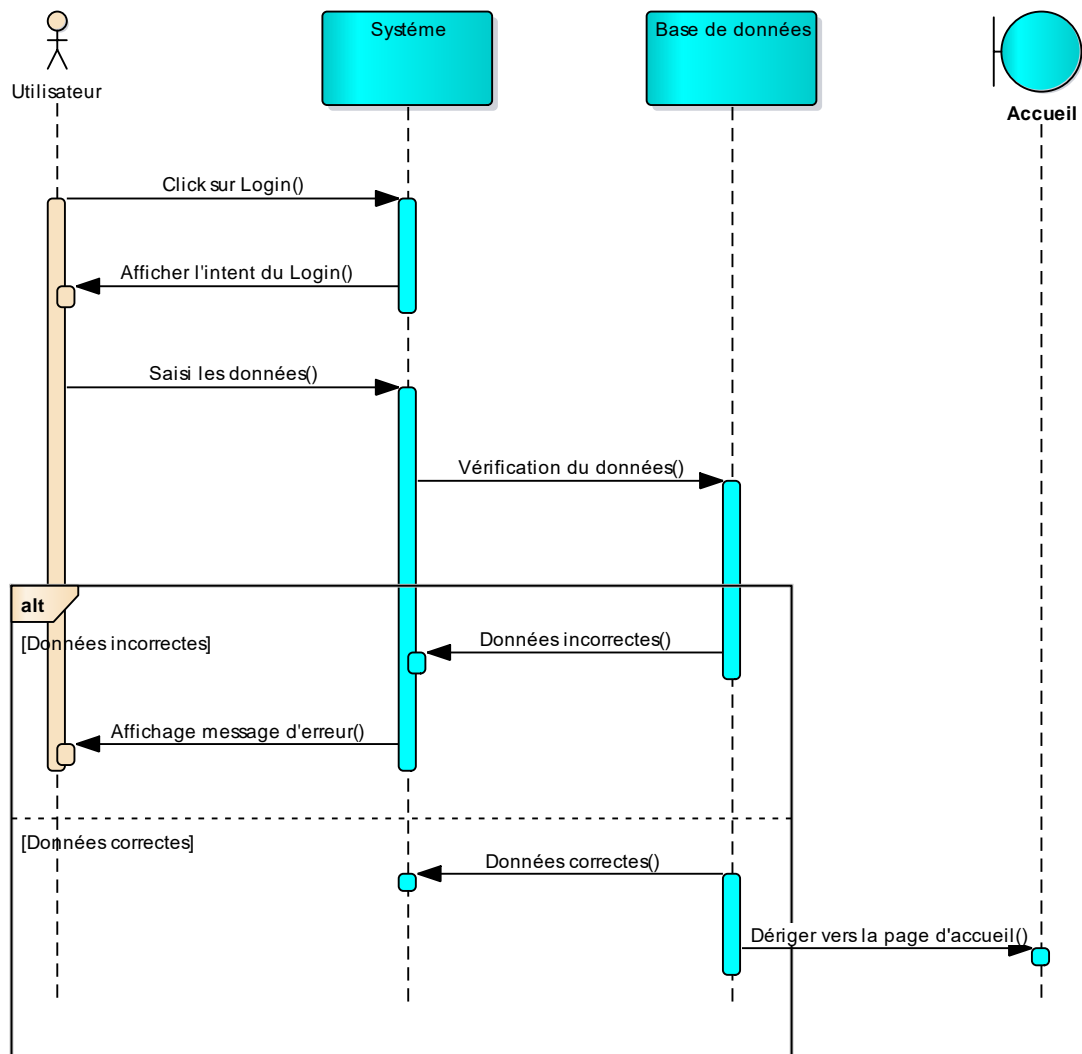 Utilisateur
Systéme
Base de données
Accueil
Click sur Login()
Afficher l'intent du Login()
Saisi les données()
Vérification du données()
alt
[Données incorrectes]
Données incorrectes()
Affichage message d'erreur()
[Données correctes]
Données correctes()
Dériger vers la page d'accueil()